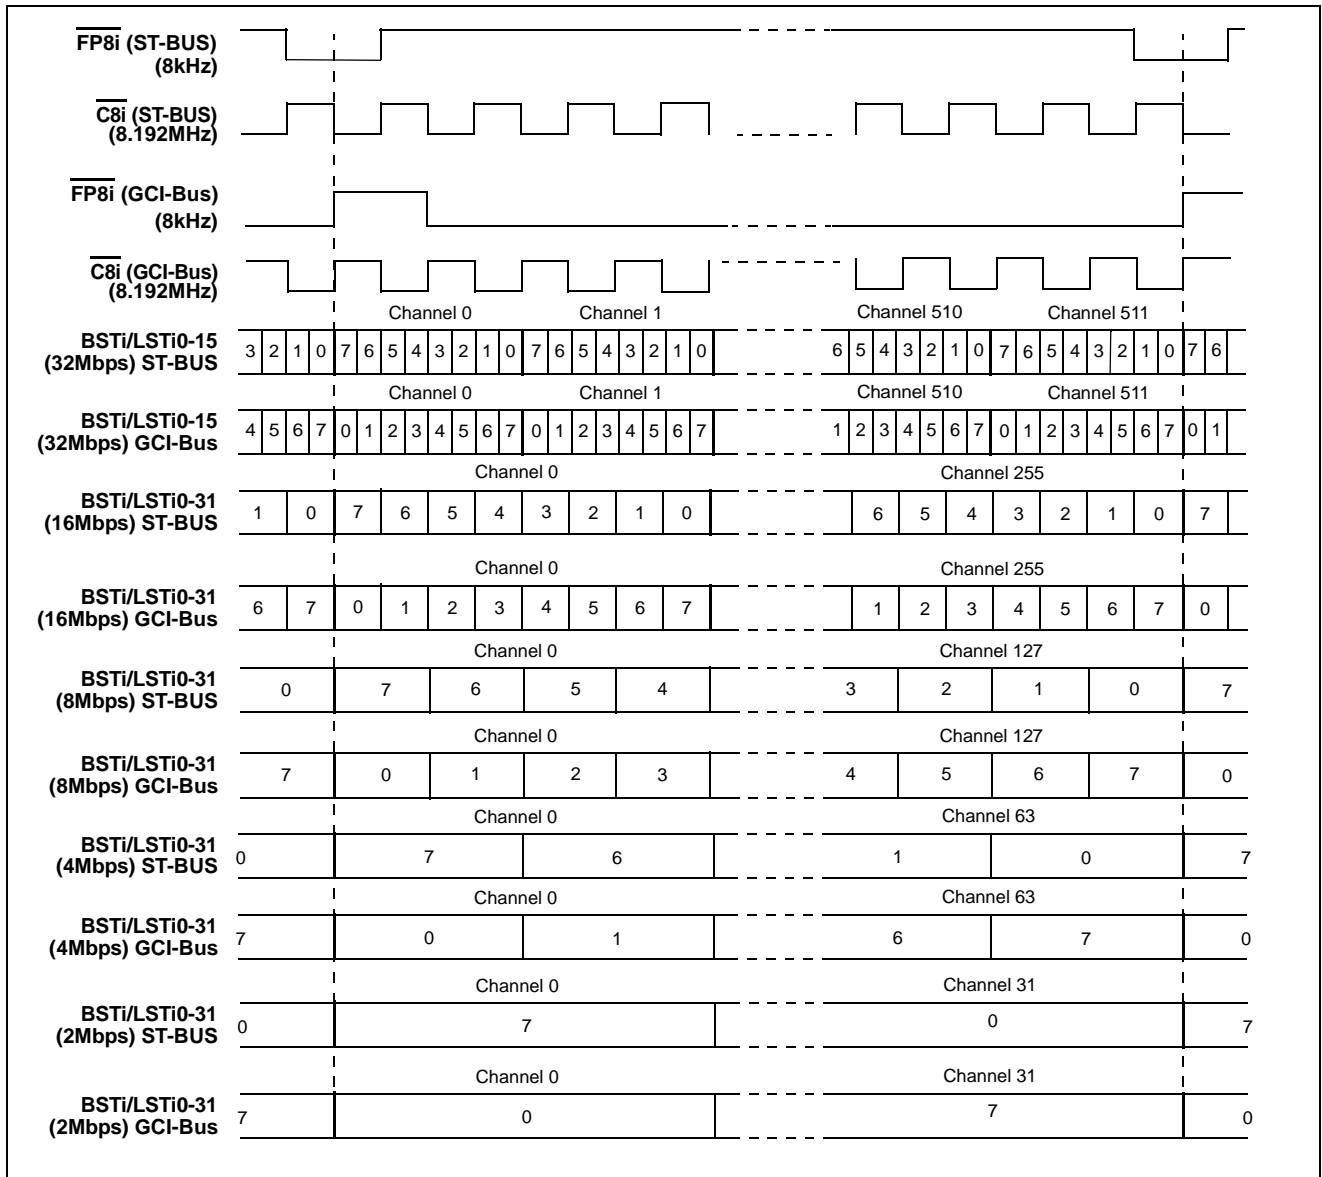 FP8i (ST-BUS)
(8kHz)
C8i (ST-BUS)
(8.192MHz)
FP8i (GCI-Bus)
(8kHz)
C8i (GCI-Bus)
(8.192MHz)
Channel 0 Channel 1 Channel 510 Channel 511
BSTi/LSTi0-15
(32Mbps) ST-BUS
3 2 1 0 7 6 5 4 3 2 1 0 7 6 5 4 3 2 1 0 6 5 4 3 2 1 0 7 6 5 4 3 2 1 0 7 6
Channel 0 Channel 1 Channel 510 Channel 511
BSTi/LSTi0-15
(32Mbps) GCI-Bus
4 5 6 7 0 1 2 3 4 5 6 7 0 1 2 3 4 5 6 7 1 2 3 4 5 6 7 0 1 2 3 4 5 6 7 0 1
Channel 0 Channel 255
BSTi/LSTi0-31
(16Mbps) ST-BUS
1 0 7 6 5 4 3 2 1 0 6 5 4 3 2 1 0 7
Channel 0 Channel 255
BSTi/LSTi0-31
(16Mbps) GCI-Bus
6 7 0 1 2 3 4 5 6 7 1 2 3 4 5 6 7 0
Channel 0 Channel 127
BSTi/LSTi0-31
(8Mbps) ST-BUS
0 7 6 5 4 3 2 1 0 7
Channel 0 Channel 127
BSTi/LSTi0-31
(8Mbps) GCI-Bus
7 0 1 2 3 4 5 6 7 0
Channel 0 Channel 63
BSTi/LSTi0-31
(4Mbps) ST-BUS
0 7 6 1 0 7
Channel 0 Channel 63
BSTi/LSTi0-31
(4Mbps) GCI-Bus
7 0 1 6 7 0
Channel 0 Channel 31
BSTi/LSTi0-31
(2Mbps) ST-BUS
0 7 0 7
Channel 0 Channel 31
BSTi/LSTi0-31
(2Mbps) GCI-Bus
7 0 7 0